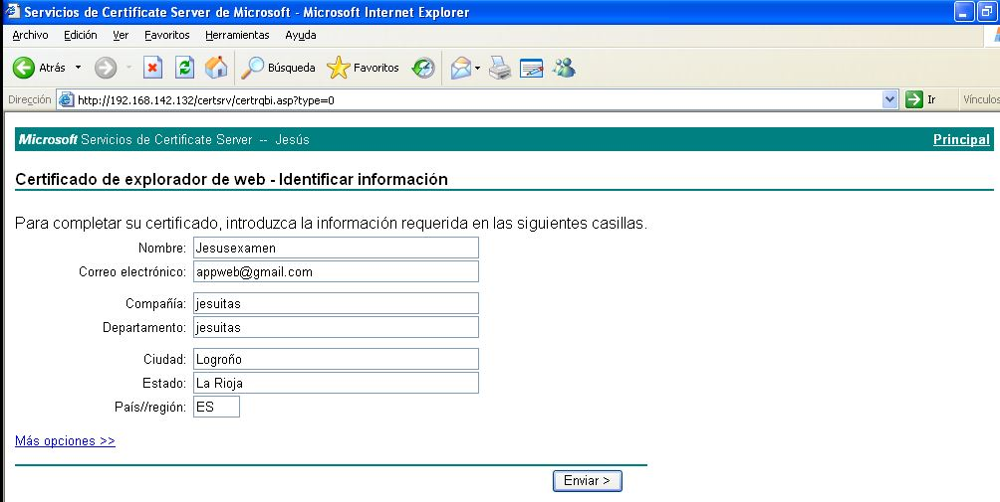 Servicios de Certificate Server de Microsoft - Microsoft Internet Explorer
Archivo Edición Ver Favoritos Herramientas Ayuda
Atrás Búsqueda Favoritos
Dirección http://192.168.142.132/certsrv/certrqbi.asp?type=0 Ir Vínculos
Microsoft Servicios de Certificate Server -- Jesús Principal
Certificado de explorador de web - Identificar información
Para completar su certificado, introduzca la información requerida en las siguientes casillas.
Nombre: Jesusexamen
Correo electrónico: appweb@gmail.com
Compañía: jesuitas
Departamento: jesuitas
Ciudad: Logroño
Estado: La Rioja
País//región: ES
Más opciones >>
Enviar >